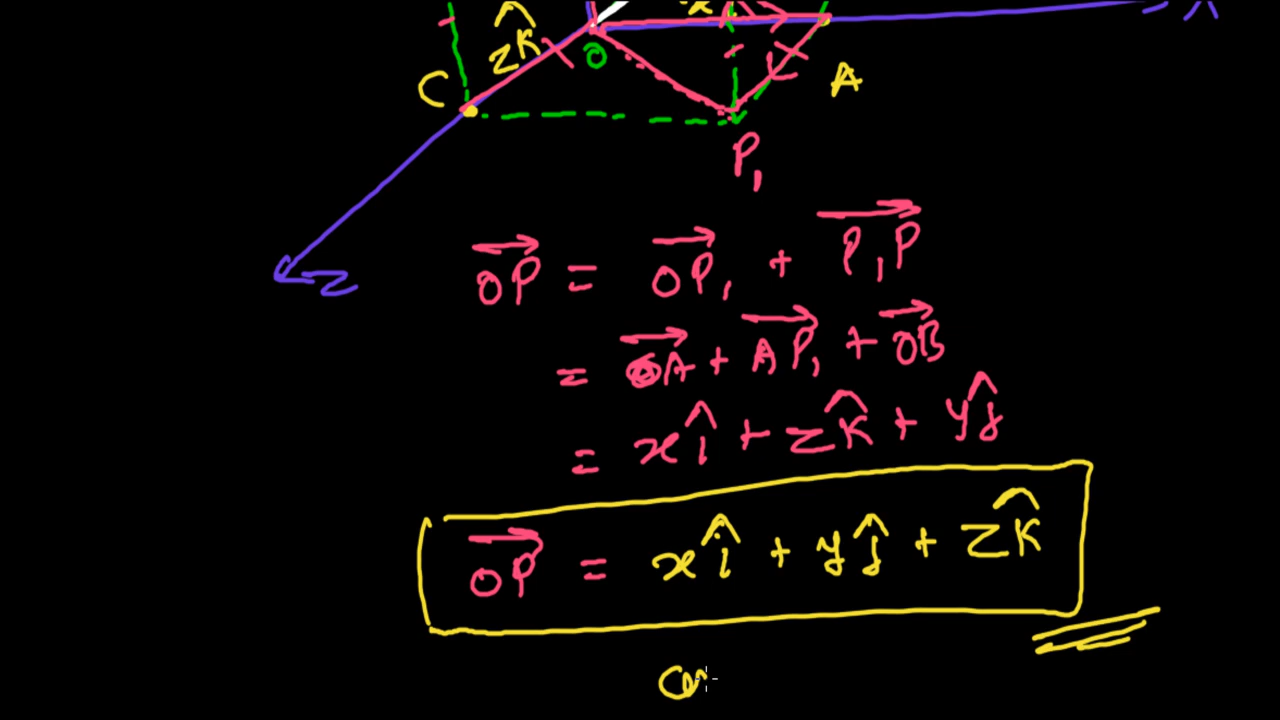 x̂
zk̂
X
O
C
A
P₁
Z
→OP = →OP₁ + →P₁P
= →OA + →AP₁ + →OB
= xî + zk̂ + yĵ
→OP = xî + yĵ + zk̂